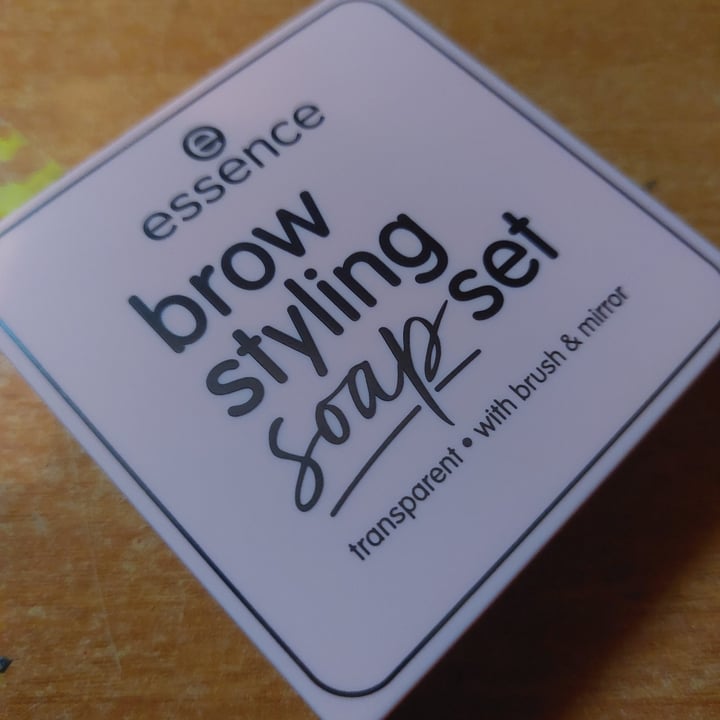 e
essence
brow
styling
soap set
transparent • with brush & mirror